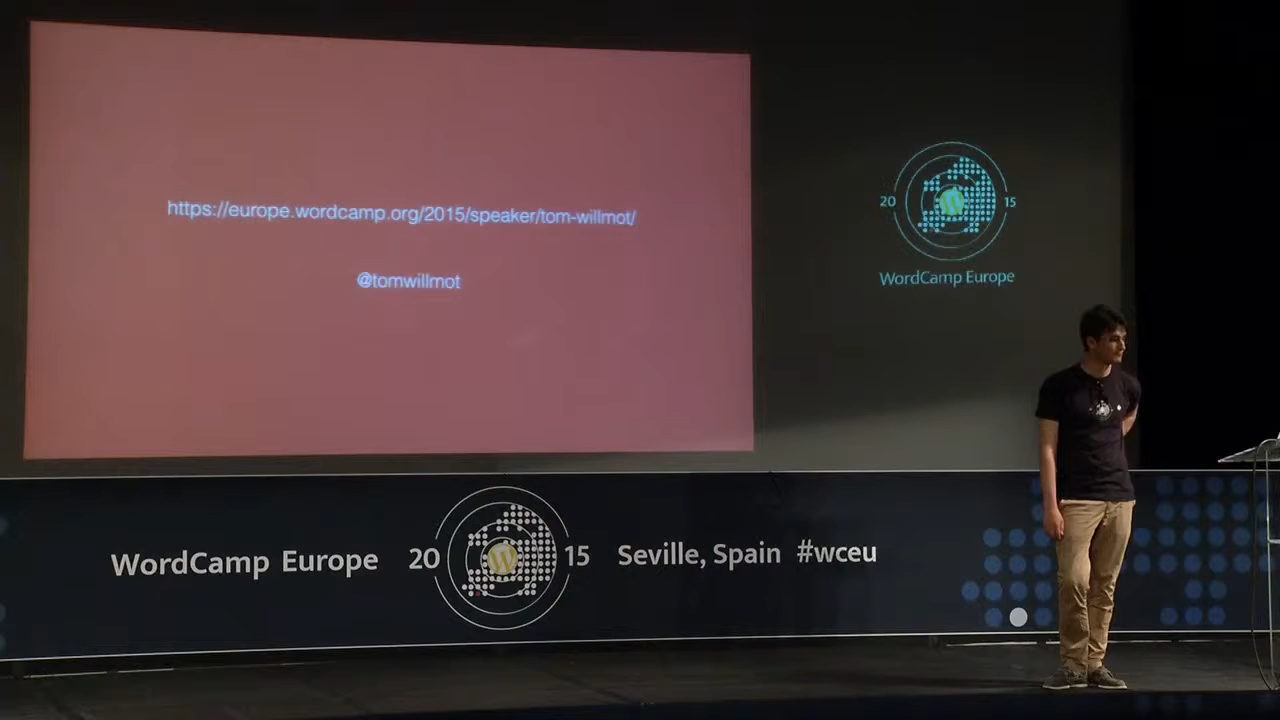 https://europe.wordcamp.org/2015/speaker/tom-willmot/
@tomwillmot
20 W 15
WordCamp Europe
WordCamp Europe 20 W 15 Seville, Spain #wceu